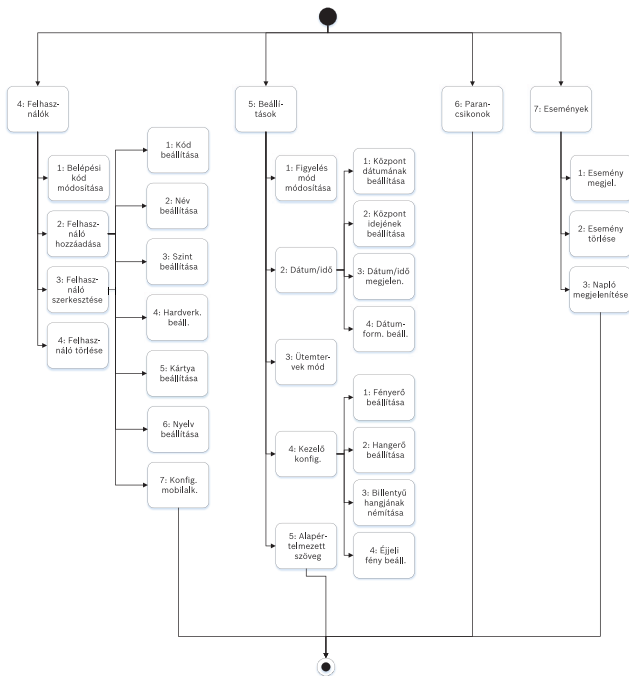 4: Felhasz-
nálók
1: Belépési
kód
módosítása
2: Felhasz-
náló
hozzáadása
3: Felhasz-
náló
szerkesztése
4: Felhasz-
náló törlése
1: Kód
beállítása
2: Név
beállítása
3: Szint
beállítása
4: Hardverk.
beáll.
5: Kártya
beállítása
6: Nyelv
beállítása
7: Konfig.
mobilalk.
5: Beállí-
tások
1: Figyelés
mód
módosítása
2: Dátum/idő
3: Ütemter-
vek mód
4: Kezelő
konfig.
5: Alapér-
telmezett
szöveg
1: Központ
dátumának
beállítása
2: Központ
idejének
beállítása
3: Dátum/idő
megjelen.
4: Dátum-
form. beáll.
1: Fényerő
beállítása
2: Hangerő
beállítása
3: Billentyű
hangjának
némítása
4: Éjjeli
fény beáll.
6: Paran-
csikonok
7: Események
1: Esemény
megjel.
2: Esemény
törlése
3: Napló
megjelenítése